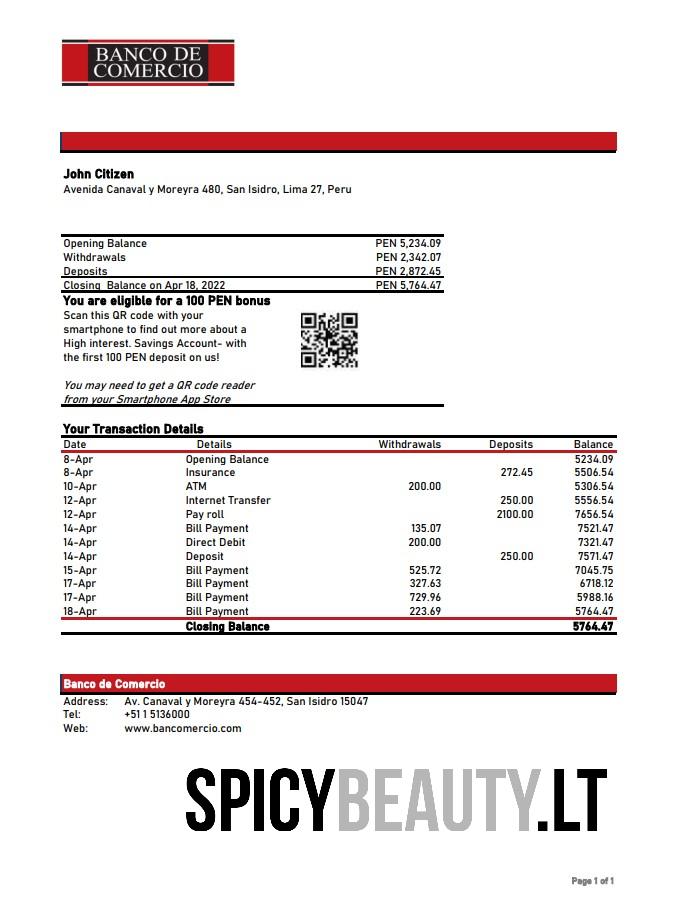 BANCO DE
COMERCIO
John Citizen
Avenida Canaval y Moreyra 480, San Isidro, Lima 27, Peru
Opening Balance PEN 5,234.09
Withdrawals PEN 2,342.07
Deposits PEN 2,872.45
Closing Balance on Apr 18, 2022 PEN 5,764.47
You are eligible for a 100 PEN bonus
Scan this QR code with your
smartphone to find out more about a
High interest. Savings Account- with
the first 100 PEN deposit on us!
You may need to get a QR code reader
from your Smartphone App Store
Your Transaction Details
Date Details Withdrawals Deposits Balance
8-Apr Opening Balance 5234.09
8-Apr Insurance 272.45 5506.54
10-Apr ATM 200.00 5306.54
12-Apr Internet Transfer 250.00 5556.54
12-Apr Pay roll 2100.00 7656.54
14-Apr Bill Payment 135.07 7521.47
14-Apr Direct Debit 200.00 7321.47
14-Apr Deposit 250.00 7571.47
15-Apr Bill Payment 525.72 7045.75
17-Apr Bill Payment 327.63 6718.12
17-Apr Bill Payment 729.96 5988.16
18-Apr Bill Payment 223.69 5764.47
Closing Balance 5764.47
Banco de Comercio
Address: Av. Canaval y Moreyra 454-452, San Isidro 15047
Tel: +51 1 5136000
Web: www.bancomercio.com
SPICYBEAUTY.LT
Page 1 of 1